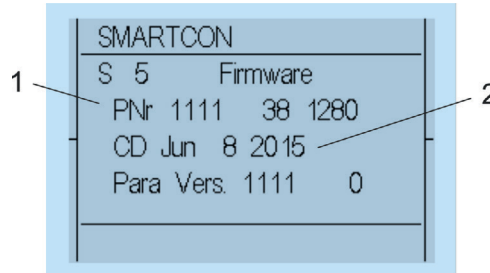 SMARTCON
S 5 Firmware
1 PNr 1111 38 1280
CD Jun 8 2015 2
Para Vers. 1111 0